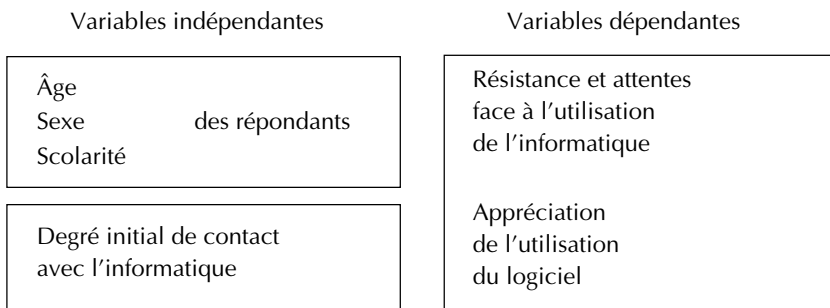 Variables indépendantes
Âge
Sexe des répondants
Scolarité
Degré initial de contact
avec l’informatique
Variables dépendantes
Résistance et attentes
face à l’utilisation
de l’informatique
Appréciation
de l’utilisation
du logiciel